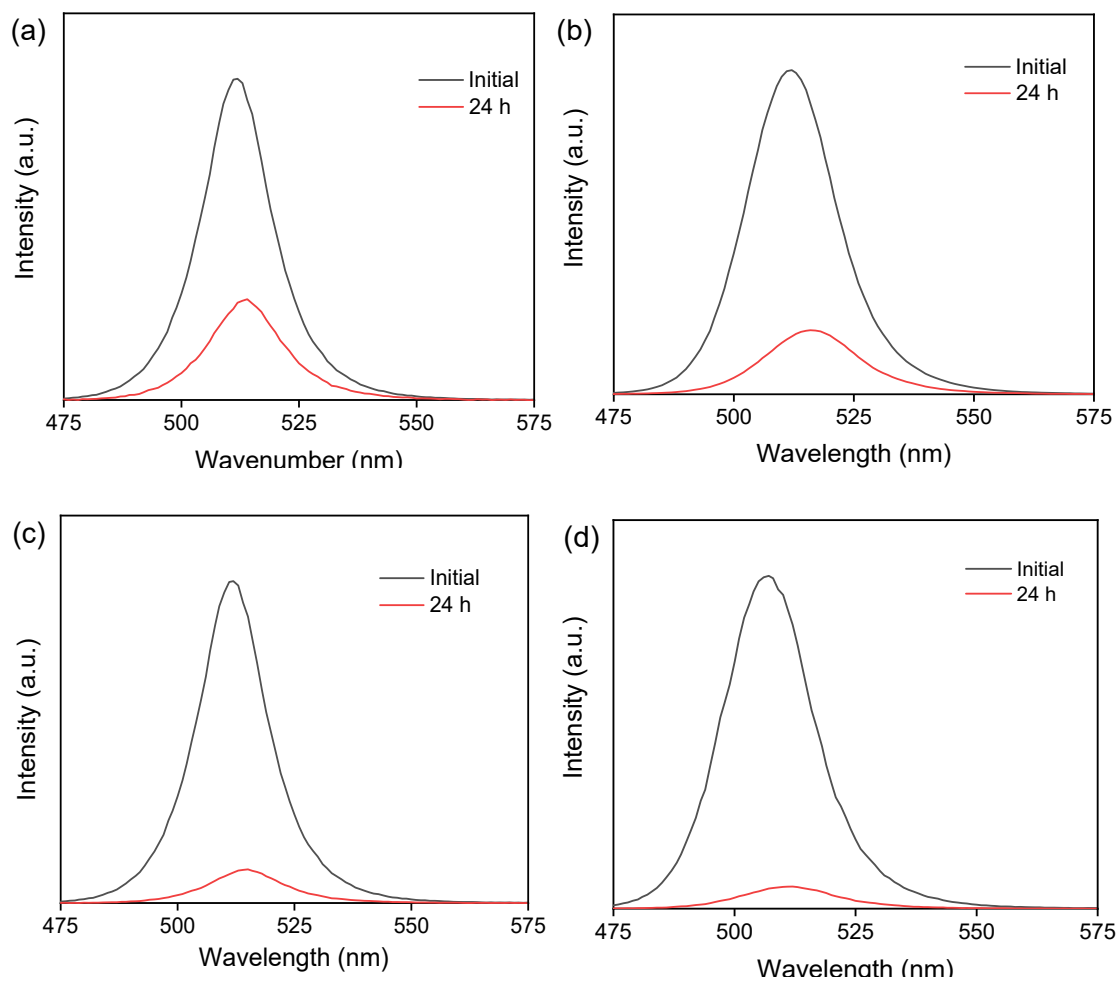 (a)
Initial
24 h
Intensity (a.u.)
475 500 525 550 575
Wavenumber (nm)
(b)
Initial
24 h
Intensity (a.u.)
475 500 525 550 575
Wavelength (nm)
(c)
Initial
24 h
Intensity (a.u.)
475 500 525 550 575
Wavelength (nm)
(d)
Initial
24 h
Intensity (a.u.)
475 500 525 550 575
Wavelength (nm)